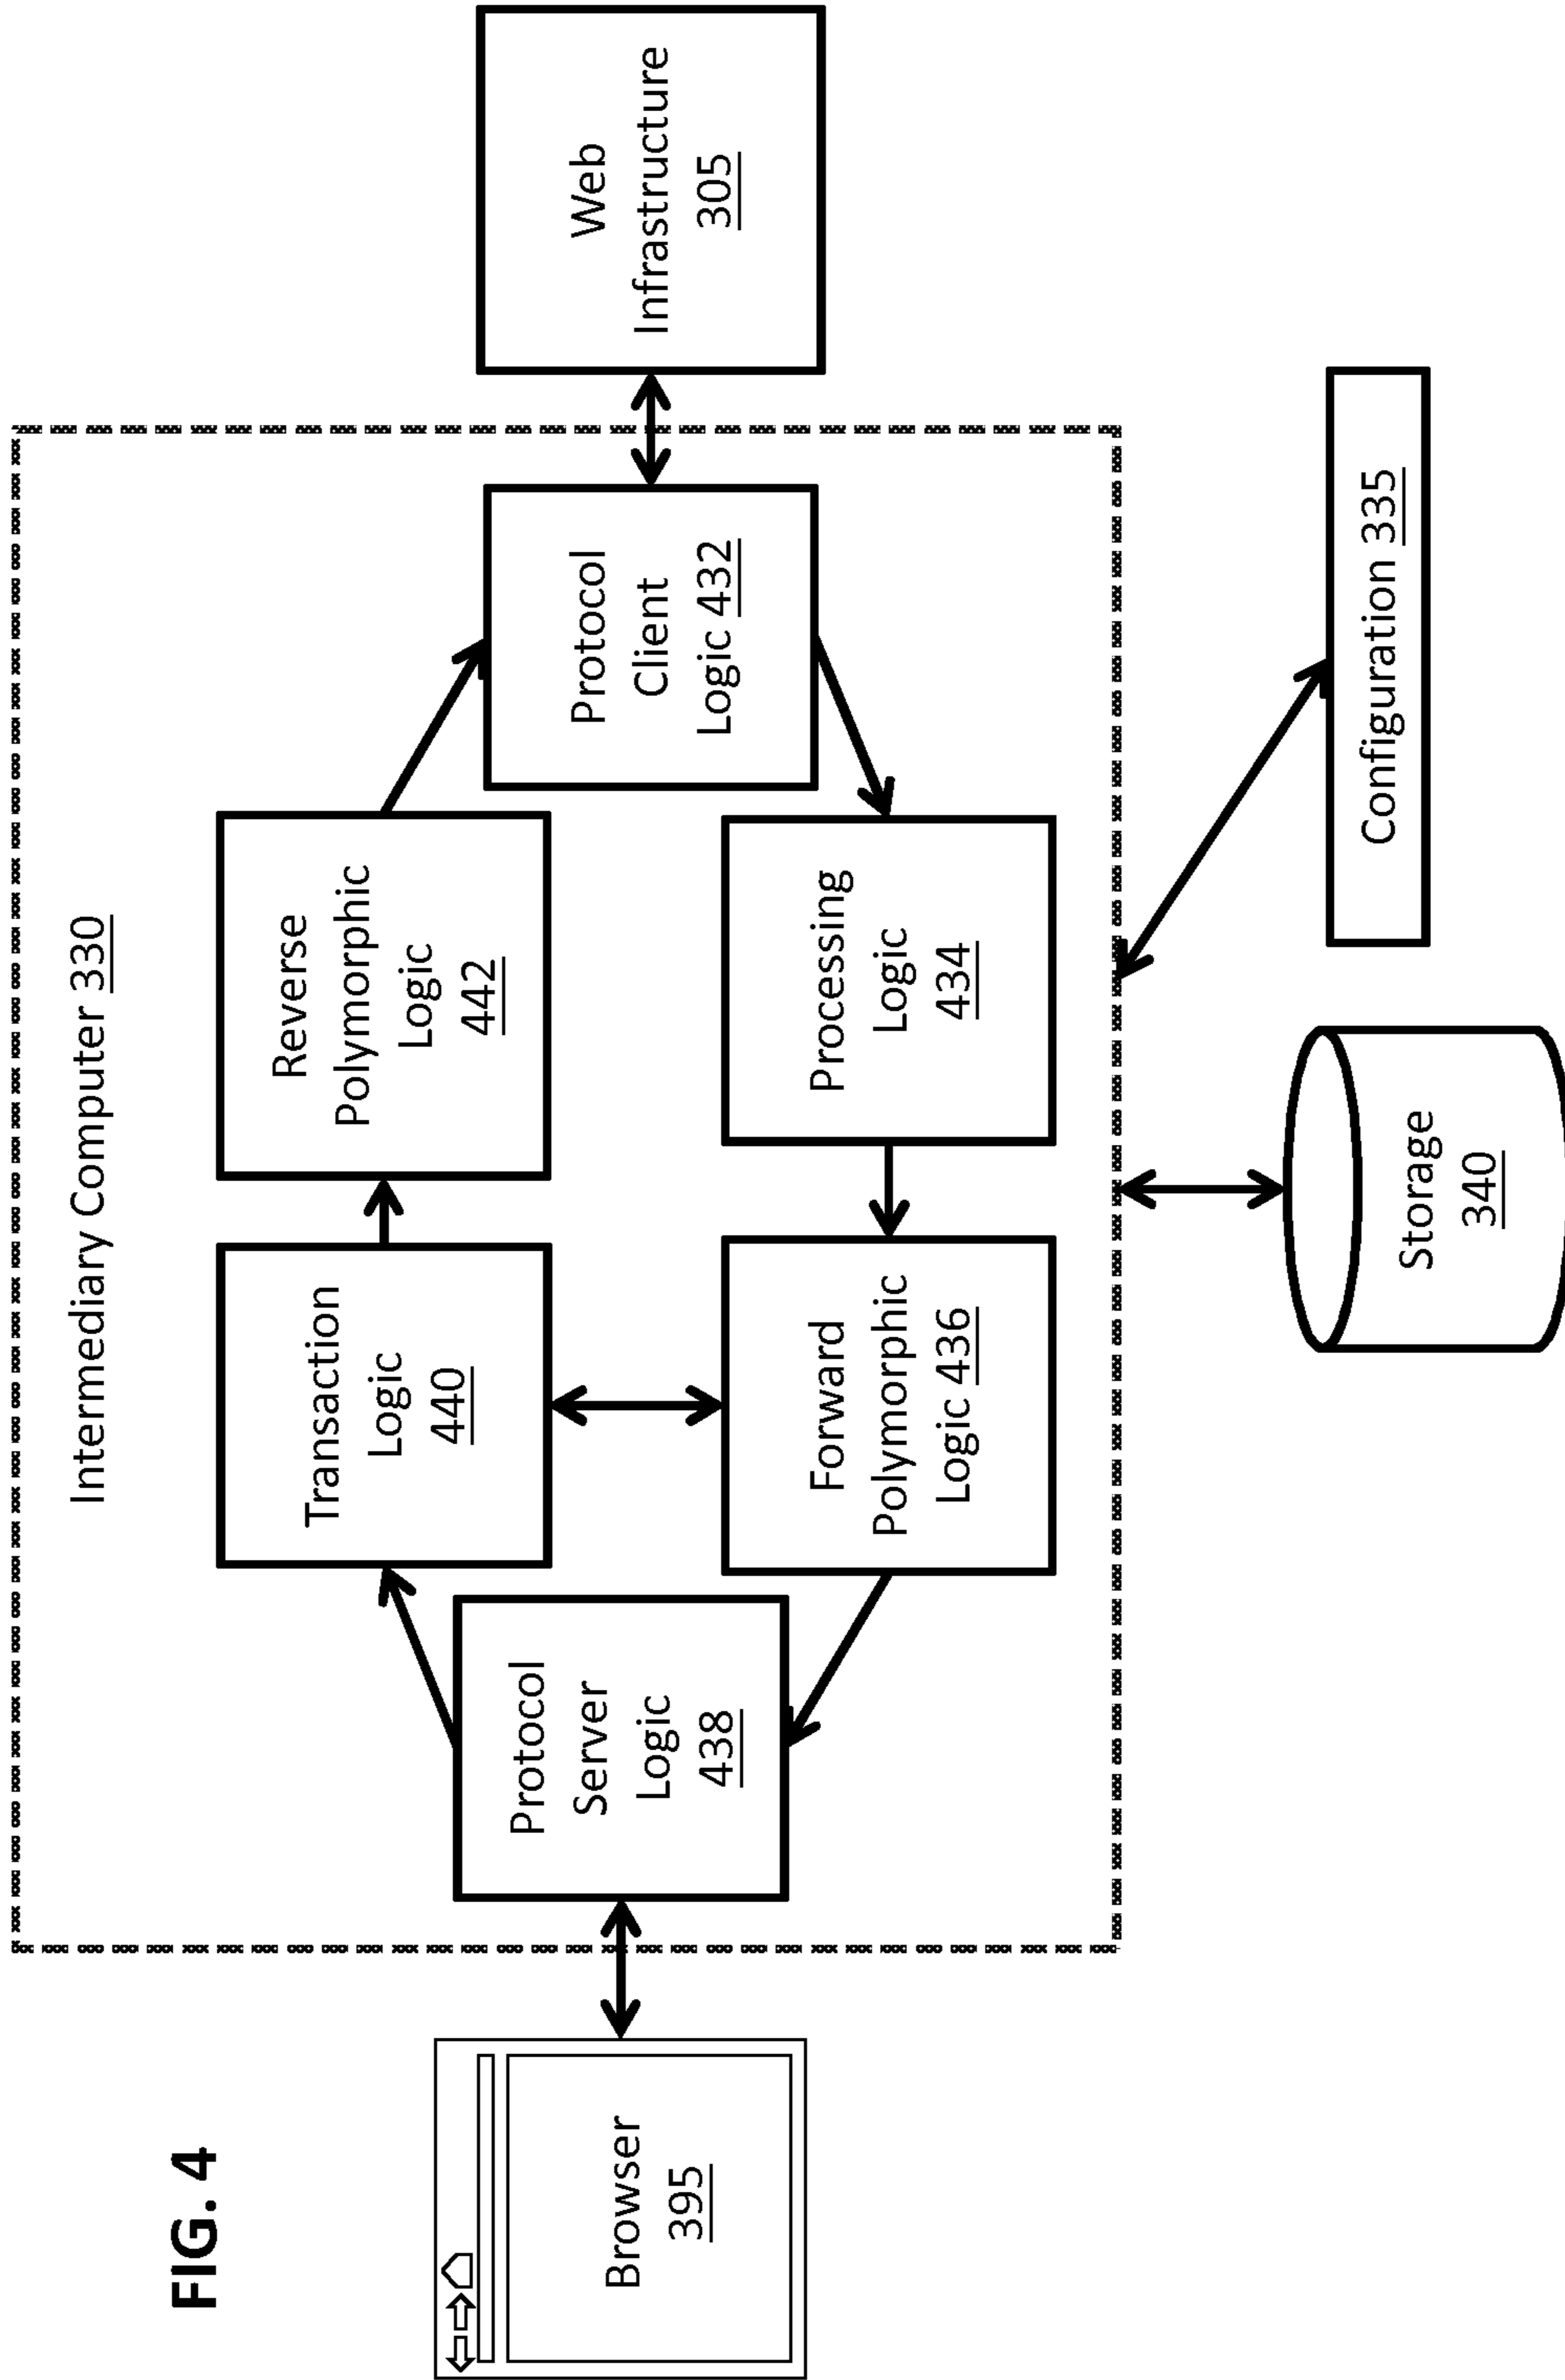 FIG. 4
Intermediary Computer 330
Browser
395
Protocol
Server
Logic
438
Transaction
Logic
440
Reverse
Polymorphic
Logic
442
Forward
Polymorphic
Logic 436
Processing
Logic
434
Protocol
Client
Logic 432
Web
Infrastructure
305
Storage
340
Configuration 335